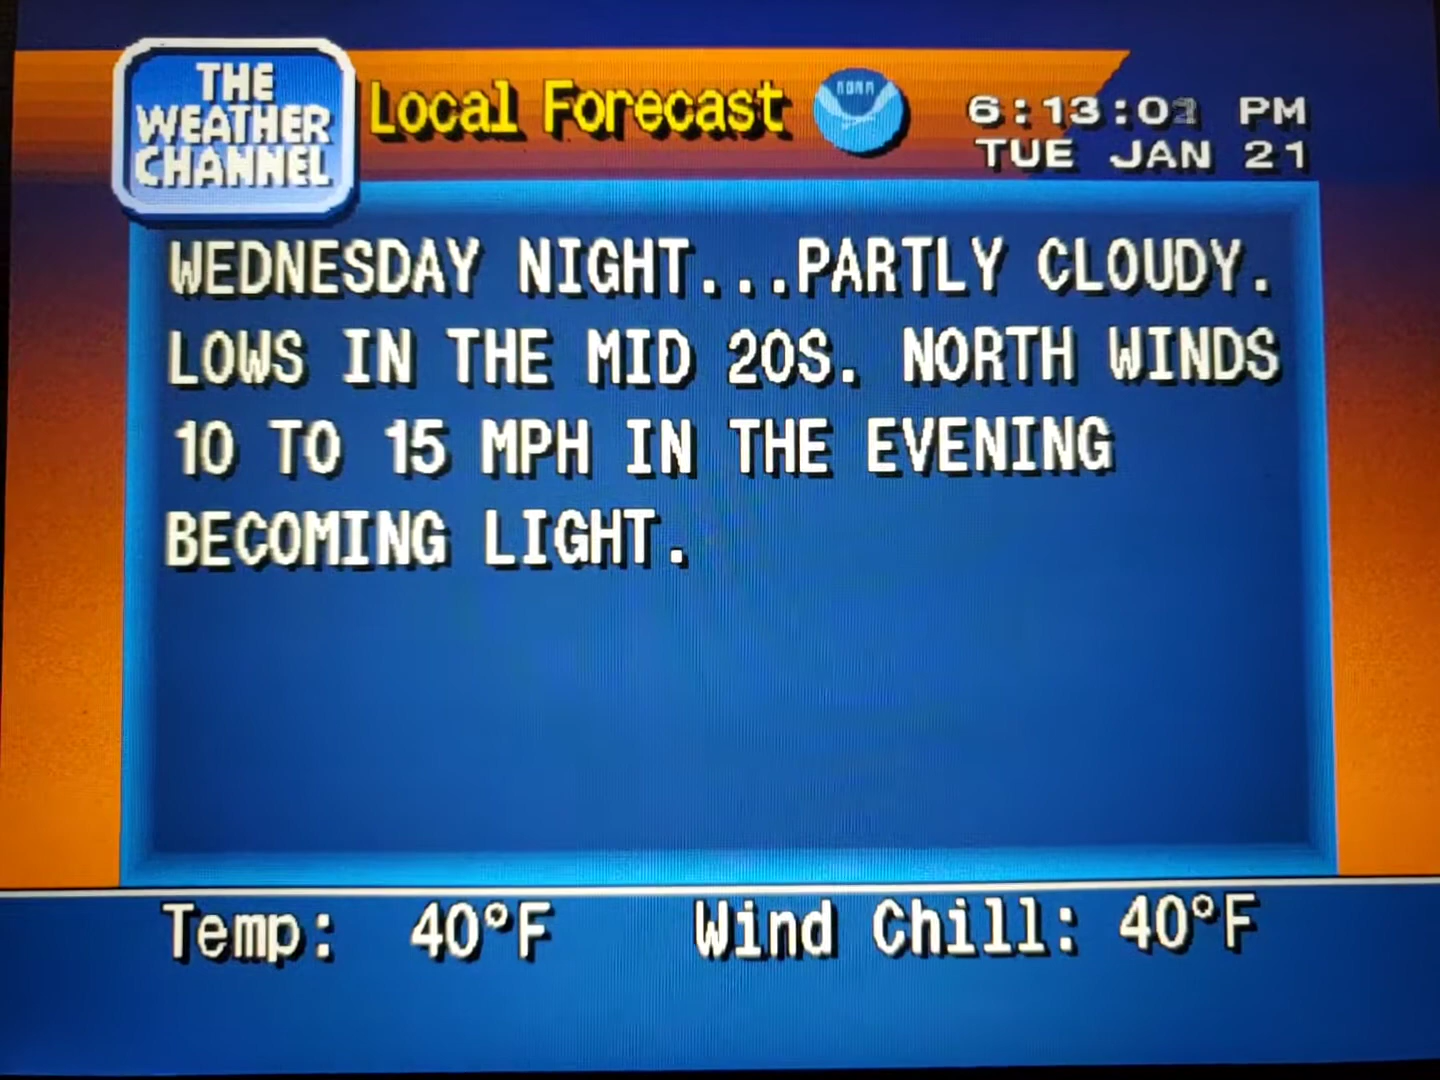 THE
WEATHER
CHANNEL
Local Forecast
NOAA
PM
TUE JAN 21
WEDNESDAY NIGHT...PARTLY CLOUDY.
LOWS IN THE MID 20S. NORTH WINDS
10 TO 15 MPH IN THE EVENING
BECOMING LIGHT.
Temp: 40°F Wind Chill: 40°F